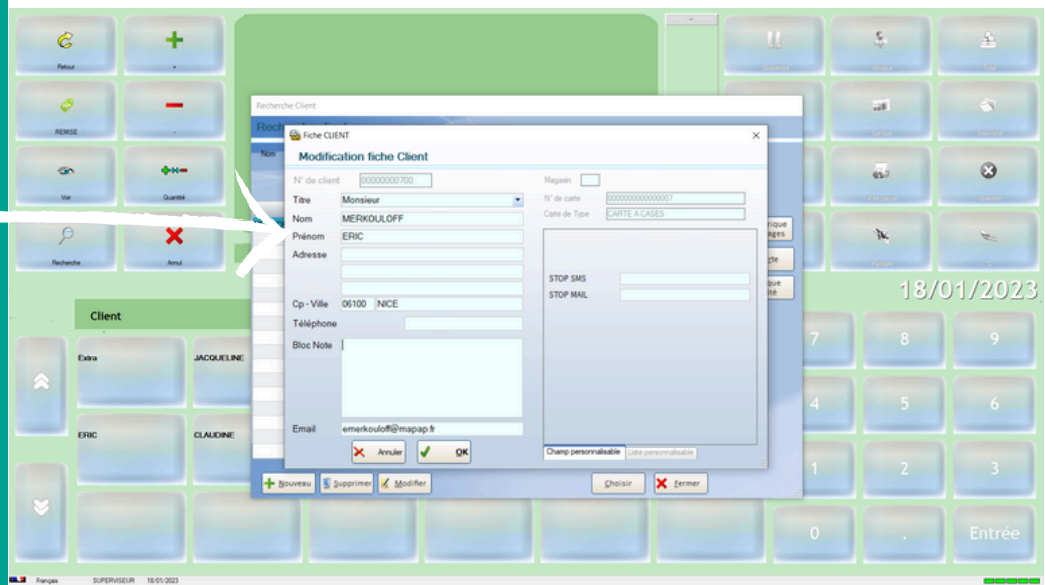 Retour
+
REMISE
-
Voir
Quantité
Recherche
Annul
Client
Extra
JACQUELINE
ERIC
CLAUDINE
Recherche Client
Nom
Fiche CLIENT
Modification fiche Client
N° de client 00000000700
Titre Monsieur
Nom MERKOULOFF
Prénom ERIC
Adresse
Cp - Ville 06100 NICE
Téléphone
Bloc Note
Email emerkouloff@mapap.fr
Annuler
OK
Magasin
N° de carte 0000000000000007
Carte de Type CARTE A CASES
STOP SMS
STOP MAIL
Champ personnalisable
Liste personnalisable
Nouveau
Supprimer
Modifier
Choisir
Fermer
18/01/2023
7 8 9
4 5 6
1 2 3
0 . Entrée
Français SUPERVISEUR 18/01/2023